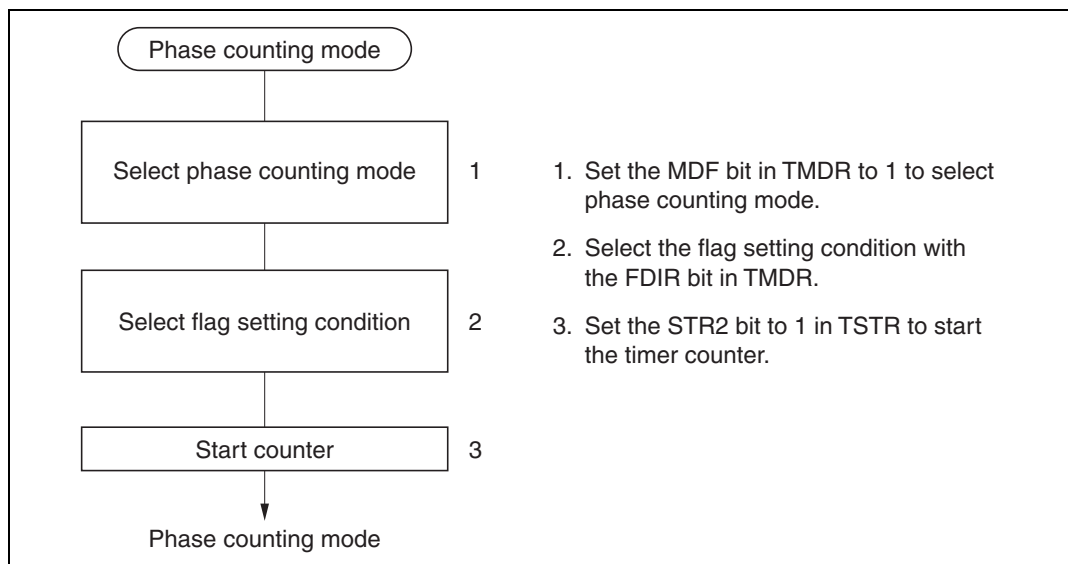 Phase counting mode
Select phase counting mode
1
Select flag setting condition
2
Start counter
3
Phase counting mode
1. Set the MDF bit in TMDR to 1 to select
phase counting mode.
2. Select the flag setting condition with
the FDIR bit in TMDR.
3. Set the STR2 bit to 1 in TSTR to start
the timer counter.